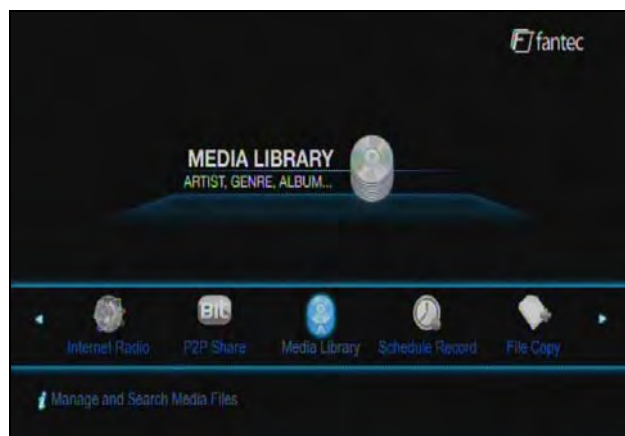 fantec
MEDIA LIBRARY
ARTIST, GENRE, ALBUM...
BIT
Internet Radio
P2P Share
Media Library
Schedule Record
File Copy
Manage and Search Media Files